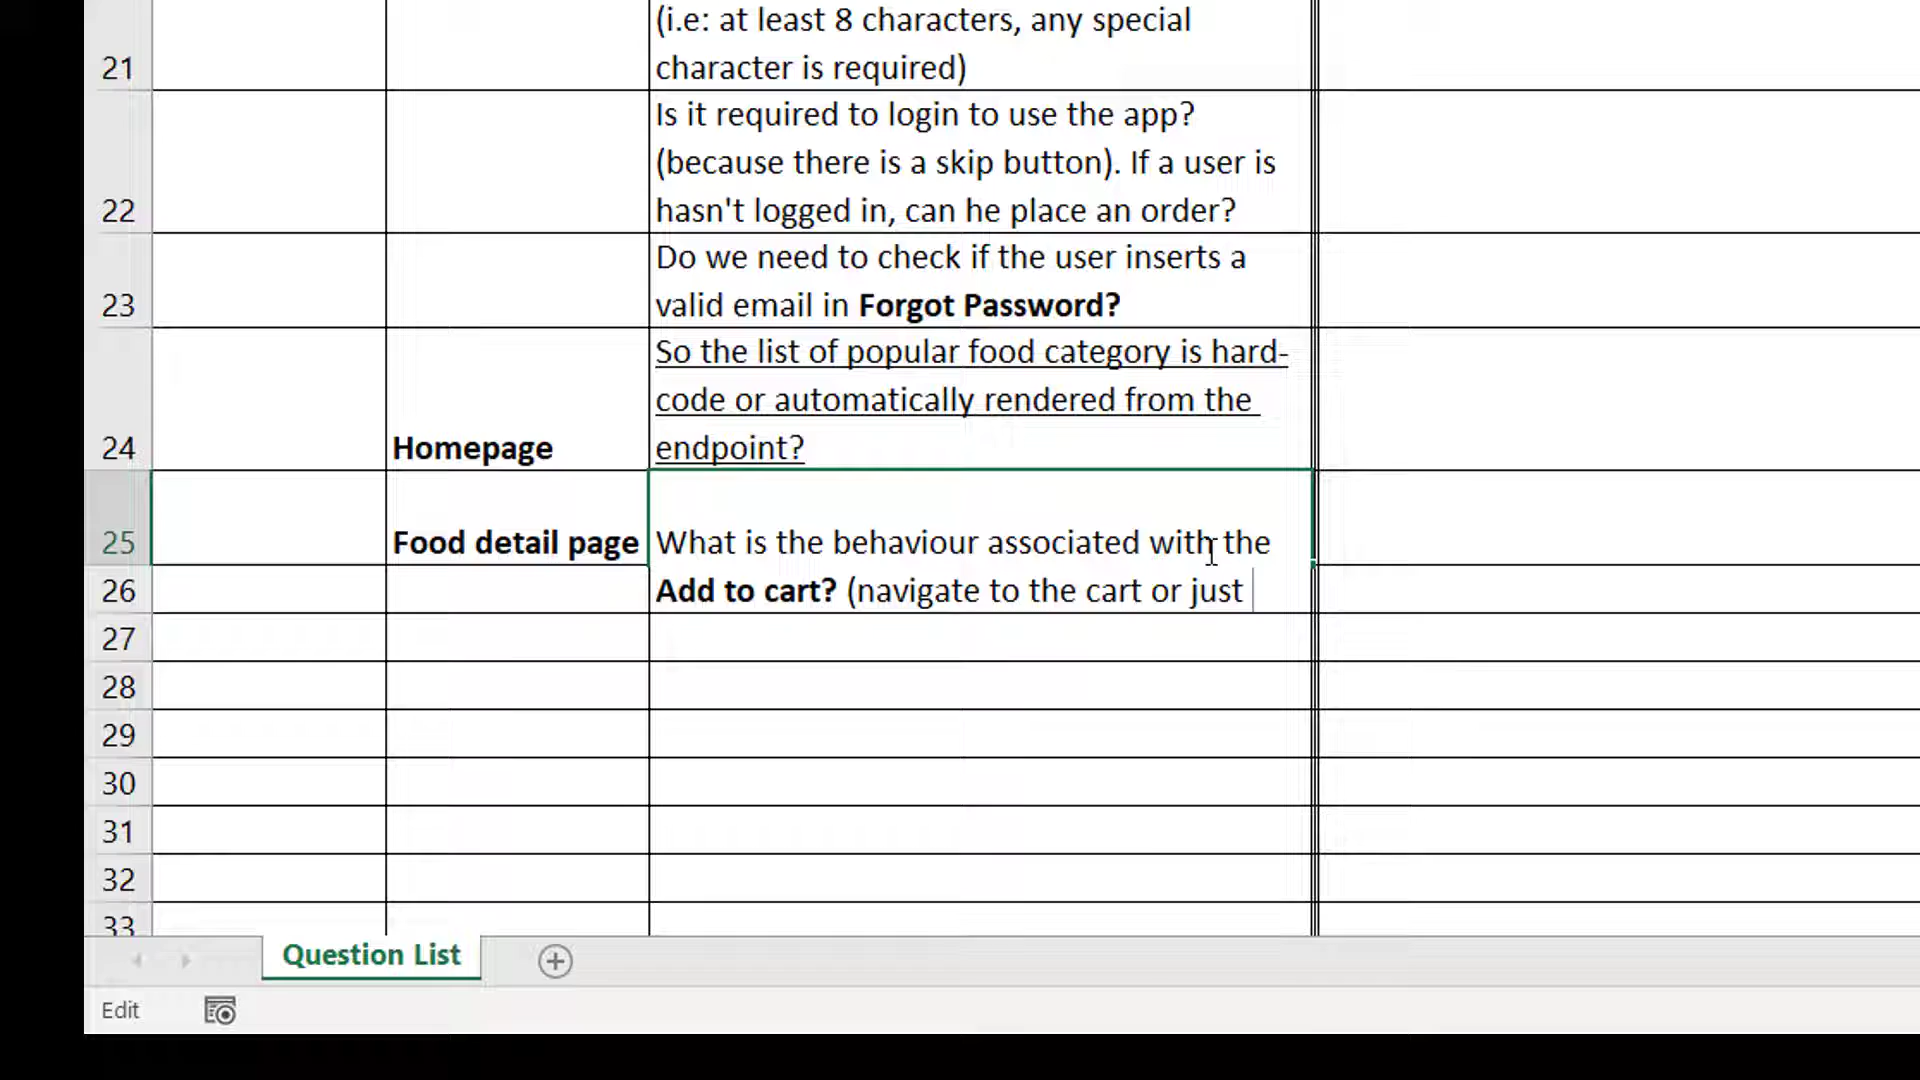 (i.e: at least 8 characters, any special
21
character is required)
Is it required to login to use the app?
(because there is a skip button). If a user is
22
hasn't logged in, can he place an order?
Do we need to check if the user inserts a
23
valid email in Forgot Password?
So the list of popular food category is hard-
code or automatically rendered from the
24
Homepage
endpoint?
25
Food detail page
What is the behaviour associated with the
26
Add to cart? (navigate to the cart or just
27
28
29
30
31
32
33
Question List
Edit